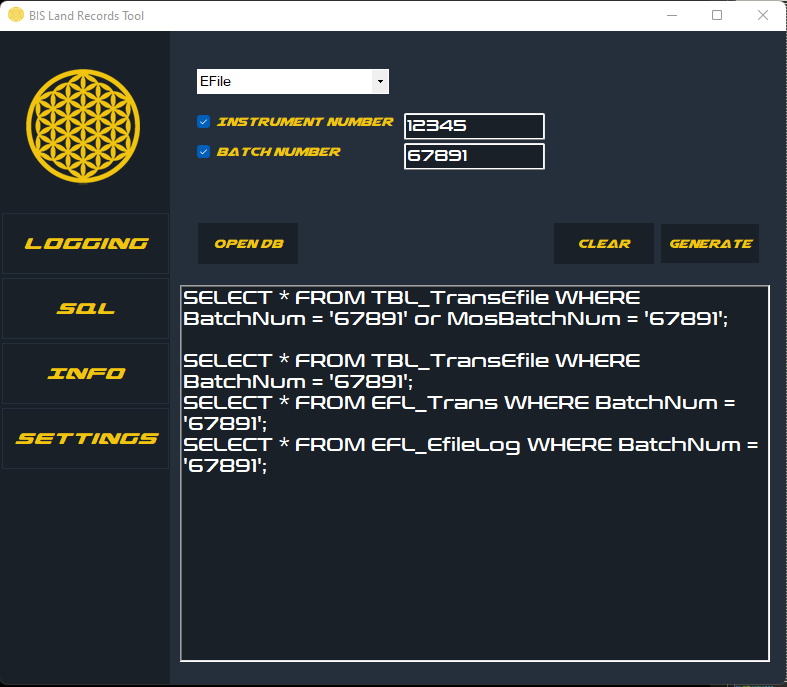 BIS Land Records Tool
EFile
INSTRUMENT NUMBER 12345
BATCH NUMBER 67891
LOGGING
OPEN DB CLEAR GENERATE
SQL
INFO
SETTINGS
SELECT * FROM TBL_TransEfile WHERE
BatchNum = '67891' or MosBatchNum = '67891';
SELECT * FROM TBL_TransEfile WHERE
BatchNum = '67891';
SELECT * FROM EFL_Trans WHERE BatchNum =
'67891';
SELECT * FROM EFL_EfileLog WHERE BatchNum =
'67891';